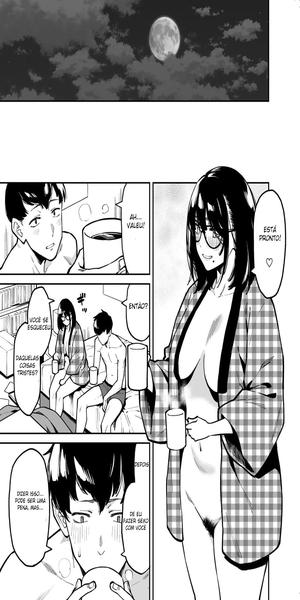 ESTÁ
PRONTO!
♡
AH...
VALEU!
ENTÃO?
VOCÊ SE
ESQUECEU
DAQUELAS
COISAS
TRISTES?
DEPOIS
DE EU
FAZER SEXO
COM VOCÊ
DIZER ISSO...
PODE SER UMA
PENA, MAS...